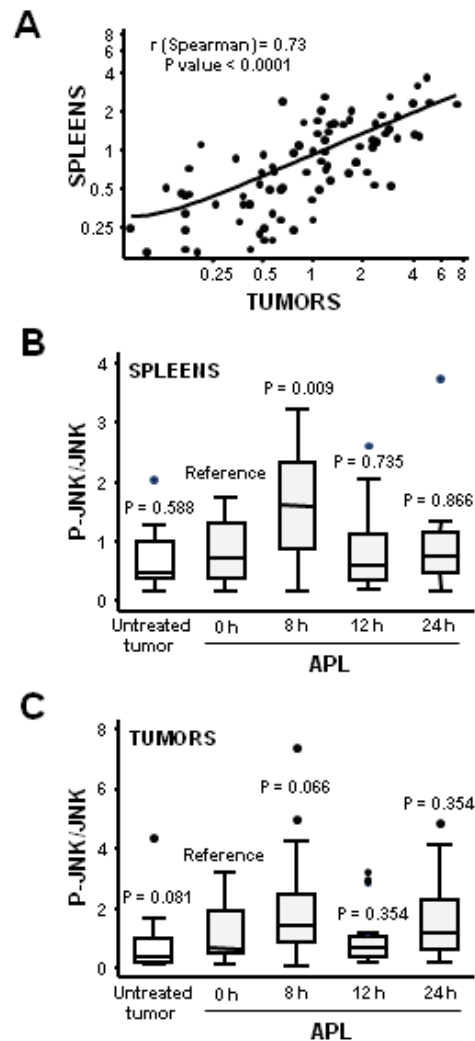 A
r (Spearman) = 0.73
P value < 0.0001
SPLEENS
8
6
4
2
1
0.5
0.25
0.25 0.5 1 2 4 6 8
TUMORS
B
SPLEENS
P-JNK/JNK
4
3
2
1
0
P = 0.588
Reference
P = 0.009
P = 0.735
P = 0.866
Untreated
tumor
0 h 8 h 12 h 24 h
APL
C
TUMORS
P-JNK/JNK
8
6
4
2
0
P = 0.081
Reference
P = 0.066
P = 0.354
P = 0.354
Untreated
tumor
0 h 8 h 12 h 24 h
APL